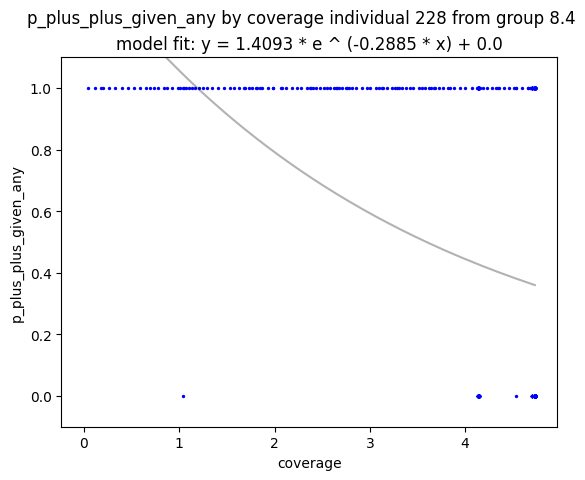 p_plus_plus_given_any by coverage individual 228 from group 8.4
model fit: y = 1.4093 * e ^ (-0.2885 * x) + 0.0
1.0
0.8
0.6
0.4
0.2
0.0
p_plus_plus_given_any
0 1 2 3 4
coverage